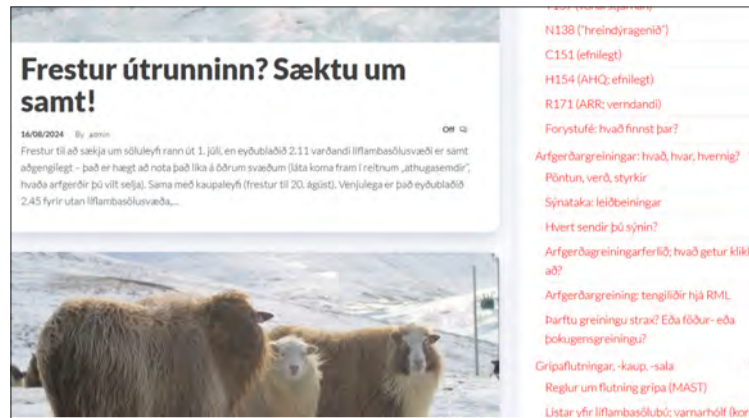 Frestur útrunninn? Sæktu um
samt!
16/08/2024 By admin
Off
Frestur til að sækja um söluleyfi rann út 1. júlí, en eyðublaðið 2.11 varðandi líflambasölusvæði er samt
aðgengilegt – það er hægt að nota það líka á öðrum svæðum (láta koma fram í reitnum „athugasemdir”,
hvaða arfgerðir þú vilt selja). Sama með kaupaleyfi (frestur til 20. ágúst). Venjulega er það eyðublaðið
2.45 fyrir utan líflambasölusvæða,...
N138 (“hreindýragenið”)
C151 (efnilegt)
H154 (AHQ; efnilegt)
R171 (ARR; verndandi)
Forystufé: hvað finnst þar?
Arfgerðargreiningar: hvað, hvar, hvernig?
Pöntun, verð, styrkir
Sýnataka: leiðbeiningar
Hvert sendir þú sýnin?
Arfgerðagreiningarferlið; hvað getur klikk
að?
Arfgerðargreining: tengiliðir hjá RML
Þarftu greiningu strax? Eða föður- eða
þokugensgreiningu?
Gripaflutningar, -kaup, -sala
Reglur um flutning gripa (MAST)
Listar yfir líflambasölubú; varnarhólf (kor